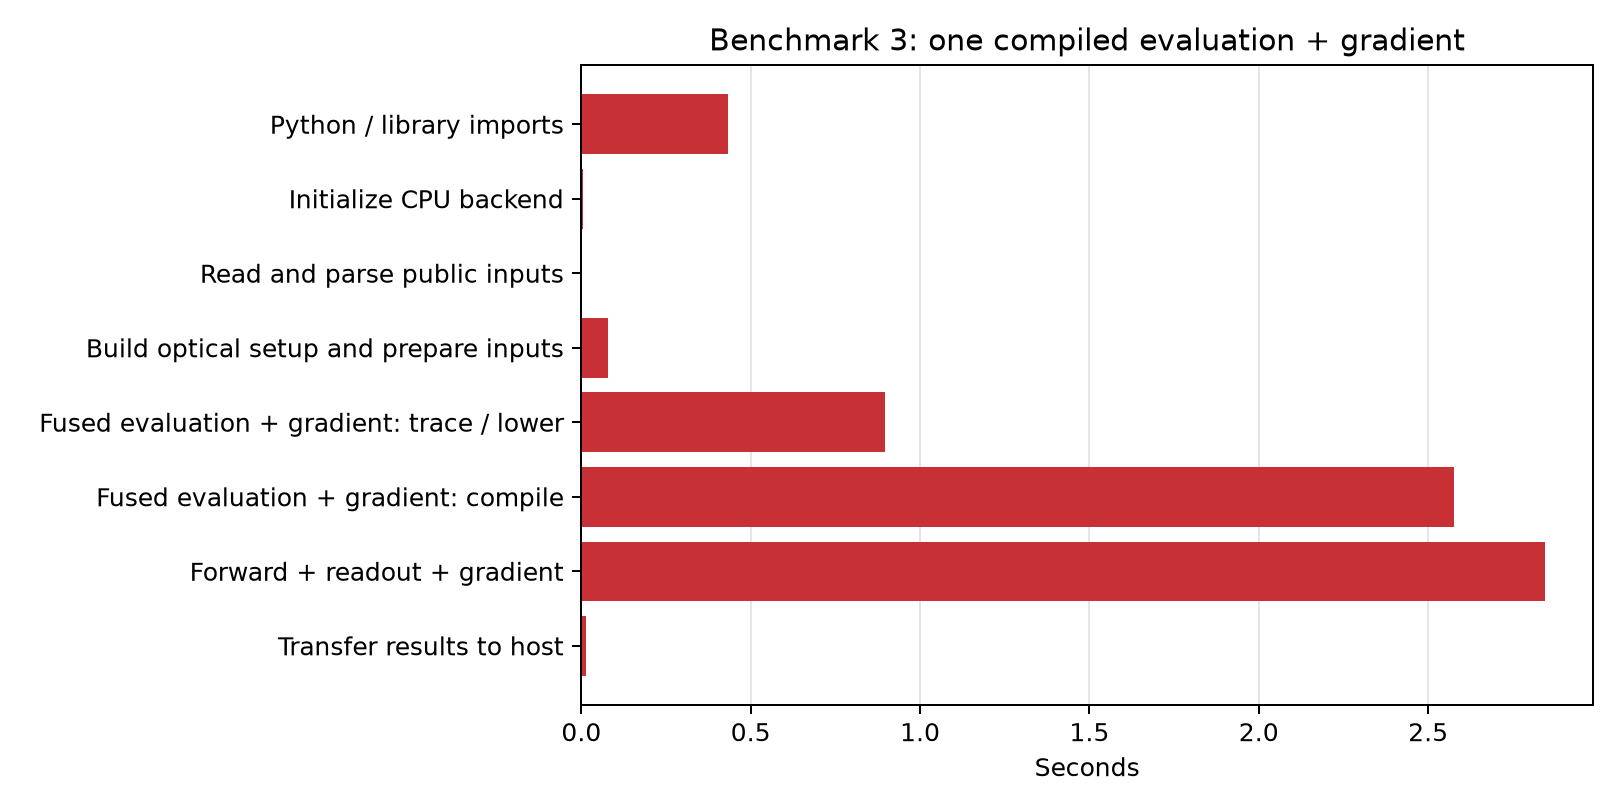 Benchmark 3: one compiled evaluation + gradient
Python / library imports
Initialize CPU backend
Read and parse public inputs
Build optical setup and prepare inputs
Fused evaluation + gradient: trace / lower
Fused evaluation + gradient: compile
Forward + readout + gradient
Transfer results to host
0.0 0.5 1.0 1.5 2.0 2.5
Seconds